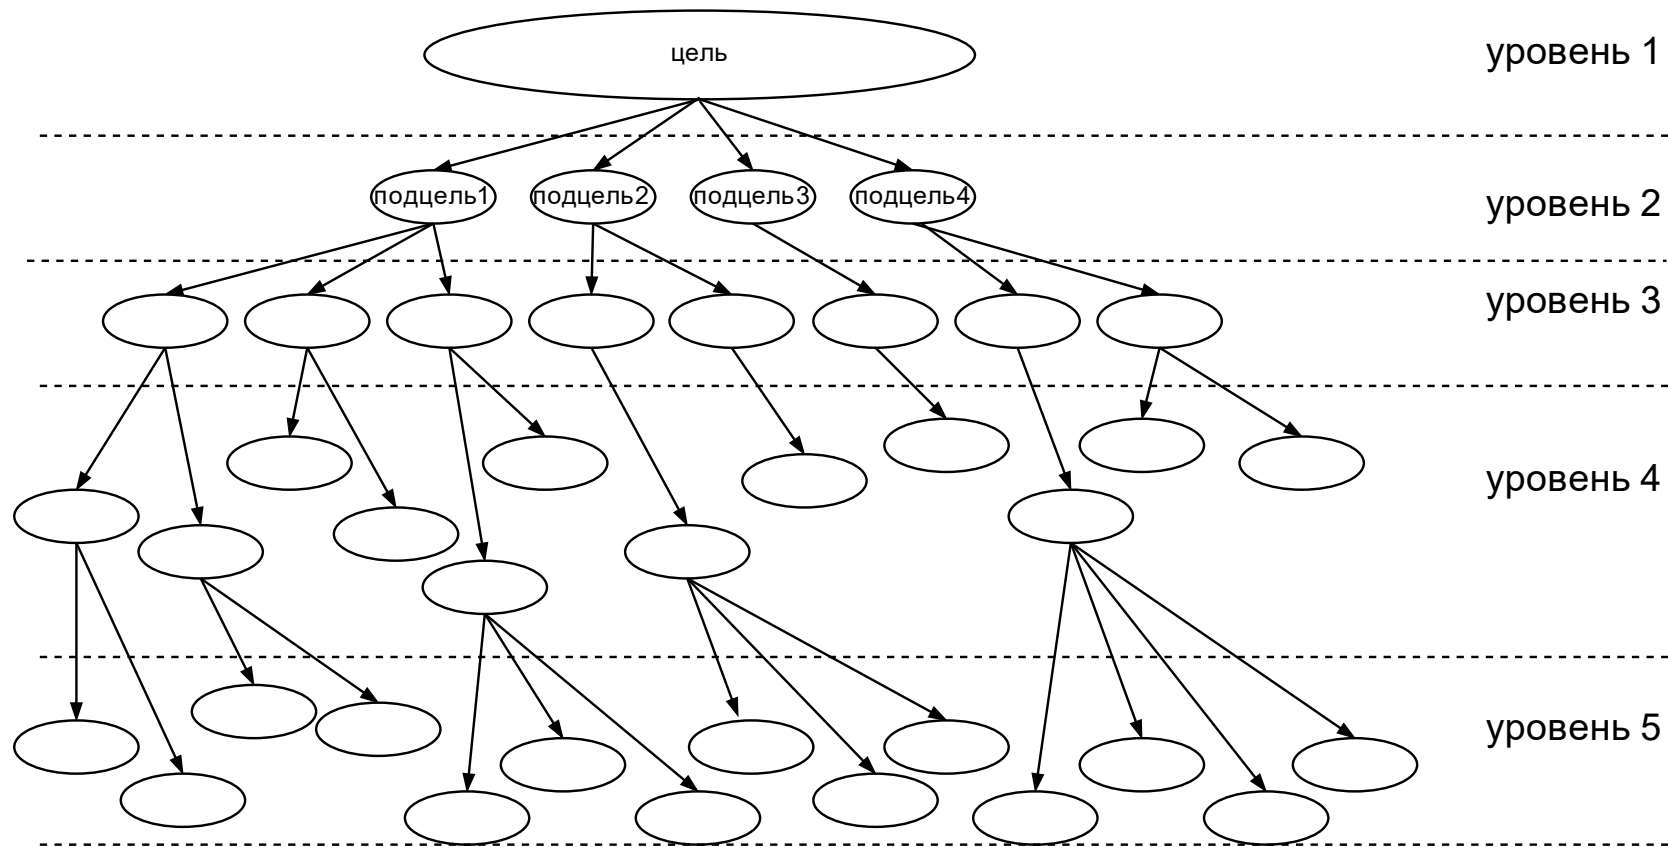 цель
уровень 1
подцель1
подцель2
подцель3
подцель4
уровень 2
уровень 3
уровень 4
уровень 5